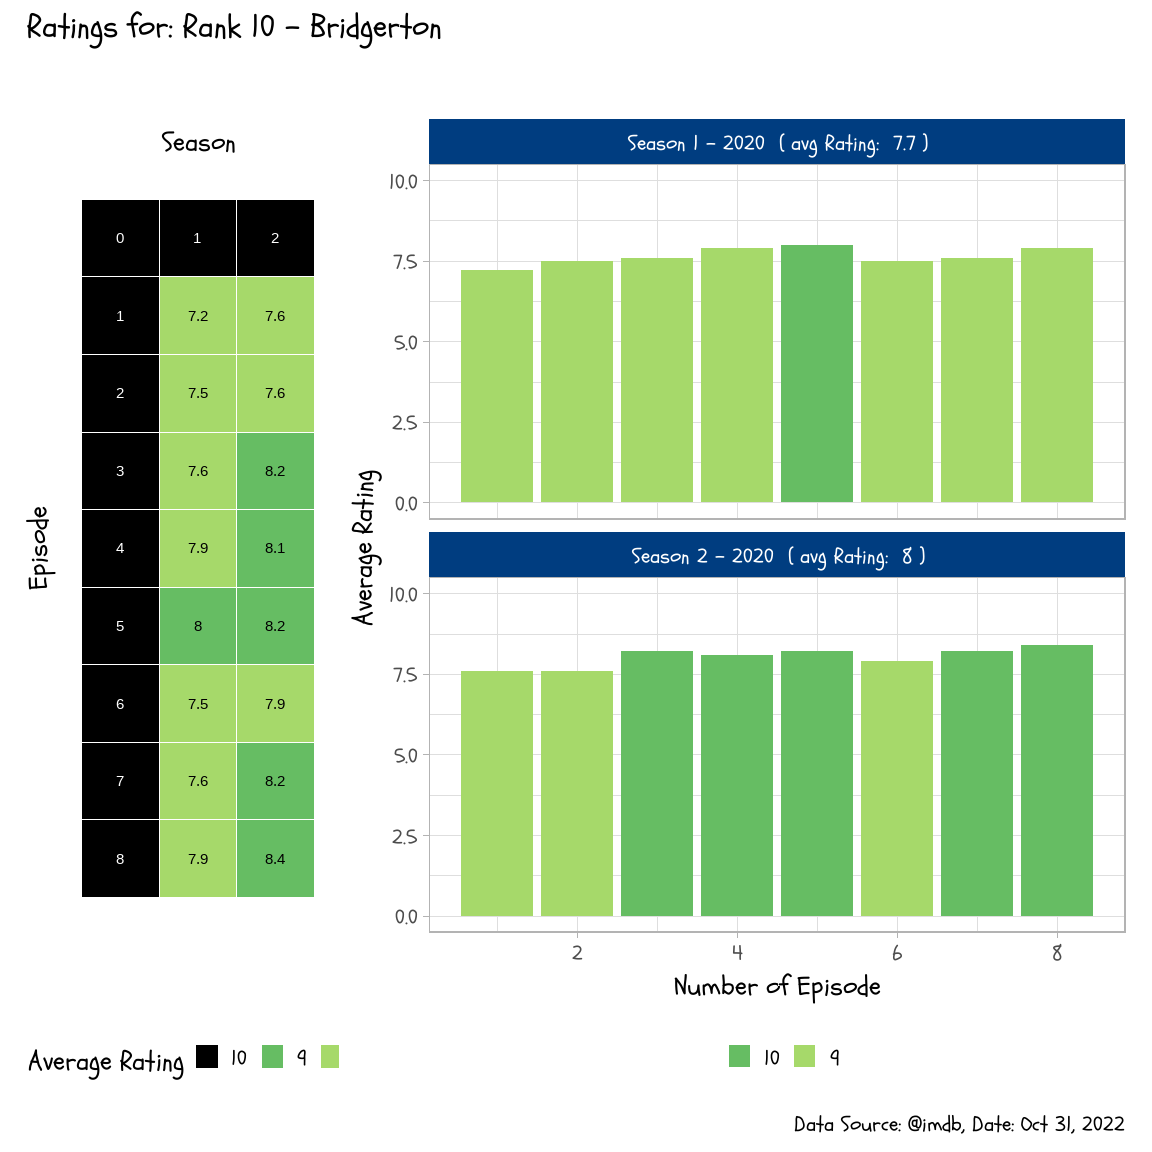 Ratings for: Rank 10 - Bridgerton
Season
0 1 2
1 7.2 7.6
2 7.5 7.6
3 7.6 8.2
4 7.9 8.1
5 8 8.2
6 7.5 7.9
7 7.6 8.2
8 7.9 8.4
Episode
Average Rating 10 9
Season 1 - 2020 ( avg Rating: 7.7 )
10.0
7.5
5.0
2.5
0.0
Average Rating
Season 2 - 2020 ( avg Rating: 8 )
10.0
7.5
5.0
2.5
0.0
2 4 6 8
Number of Episode
10 9
Data Source: @imdb, Date: Oct 31, 2022